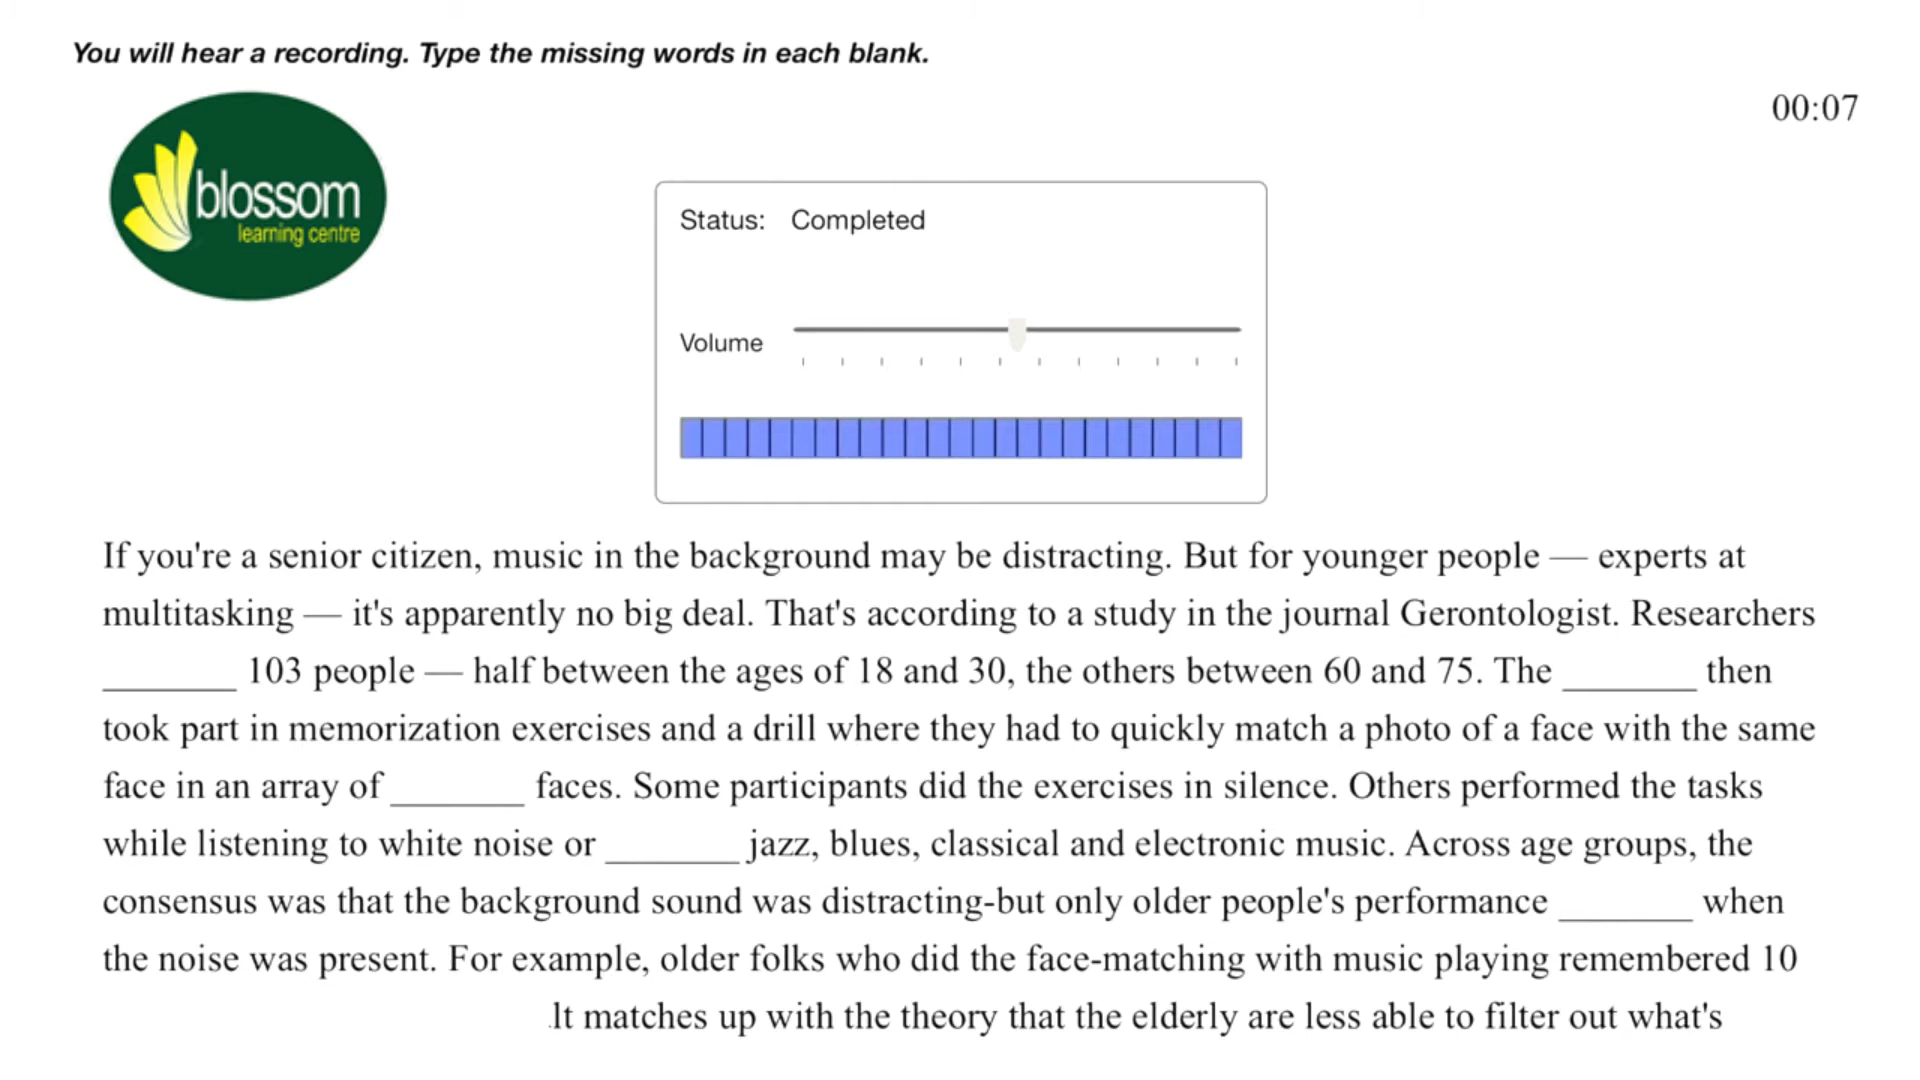 You will hear a recording. Type the missing words in each blank.
00:07
blossom
learning centre
Status: Completed
Volume
If you're a senior citizen, music in the background may be distracting. But for younger people — experts at
multitasking — it's apparently no big deal. That's according to a study in the journal Gerontologist. Researchers
_______ 103 people — half between the ages of 18 and 30, the others between 60 and 75. The _______ then
took part in memorization exercises and a drill where they had to quickly match a photo of a face with the same
face in an array of _______ faces. Some participants did the exercises in silence. Others performed the tasks
while listening to white noise or _______ jazz, blues, classical and electronic music. Across age groups, the
consensus was that the background sound was distracting-but only older people's performance _______ when
the noise was present. For example, older folks who did the face-matching with music playing remembered 10
It matches up with the theory that the elderly are less able to filter out what's